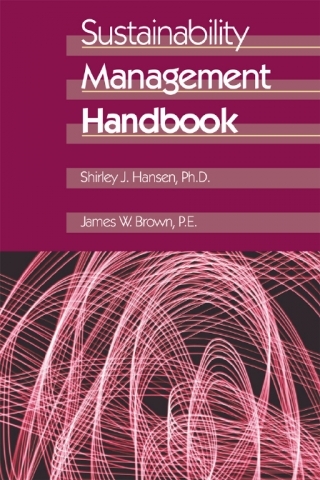 Sustainability
Management
Handbook
Shirley J. Hansen, Ph.D.
James W. Brown, P.E.